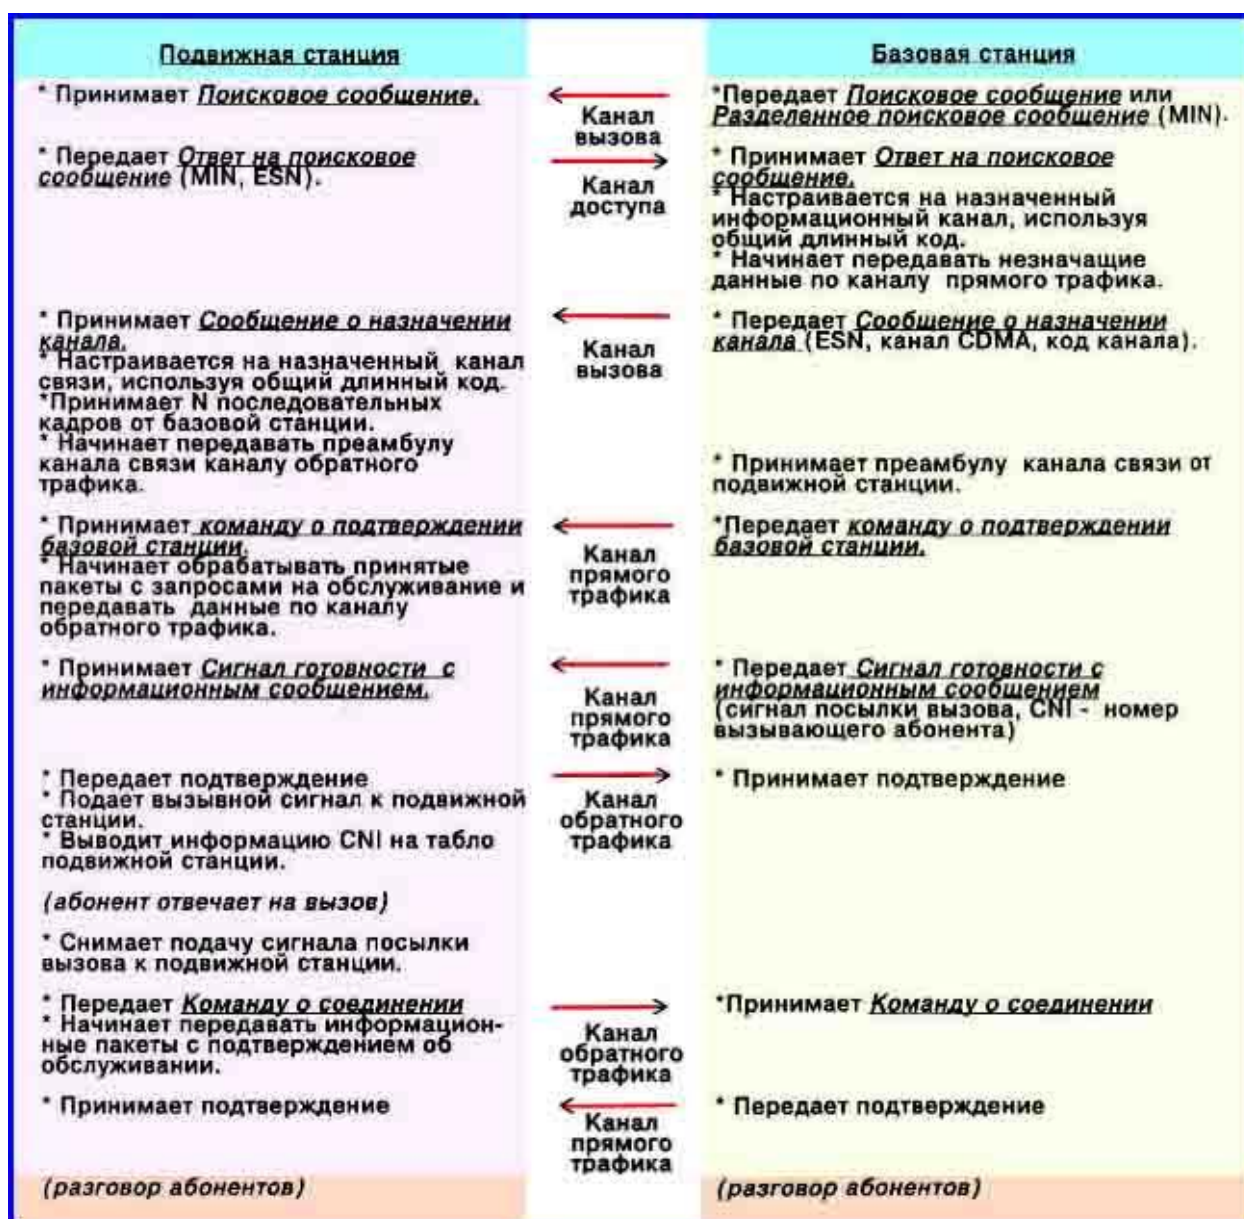 Подвижная станция
Базовая станция
* Принимает Поисковое сообщение.
Канал
вызова
*Передает Поисковое сообщение или
Разделенное поисковое сообщение (MIN).
* Передает Ответ на поисковое
сообщение (MIN, ESN).
Канал
доступа
* Принимает Ответ на поисковое
сообщение.
* Настраивается на назначенный
информационный канал, используя
общий длинный код.
* Начинает передавать незначащие
данные по каналу прямого трафика.
* Принимает Сообщение о назначении
канала.
* Настраивается на назначенный канал
связи, используя общий длинный код.
*Принимает N последовательных
кадров от базовой станции.
* Начинает передавать преамбулу
канала связи каналу обратного
трафика.
Канал
вызова
* Передает Сообщение о назначении
канала (ESN, канал CDMA, код канала).
* Принимает преамбулу канала связи от
подвижной станции.
* Принимает команду о подтверждении
базовой станции.
* Начинает обрабатывать принятые
пакеты с запросами на обслуживание и
передавать данные по каналу
обратного трафика.
Канал
прямого
трафика
*Передает команду о подтверждении
базовой станции.
* Принимает Сигнал готовности с
информационным сообщением.
Канал
прямого
трафика
* Передает Сигнал готовности с
информационным сообщением
(сигнал посылки вызова, CNI - номер
вызывающего абонента)
* Передает подтверждение
* Подает вызывной сигнал к подвижной
станции.
* Выводит информацию CNI на табло
подвижной станции.
Канал
обратного
трафика
* Принимает подтверждение
(абонент отвечает на вызов)
* Снимает подачу сигнала посылки
вызова к подвижной станции.
* Передает Команду о соединении
* Начинает передавать информацион-
ные пакеты с подтверждением об
обслуживании.
Канал
обратного
трафика
*Принимает Команду о соединении
* Принимает подтверждение
Канал
прямого
трафика
* Передает подтверждение
(разговор абонентов)
(разговор абонентов)